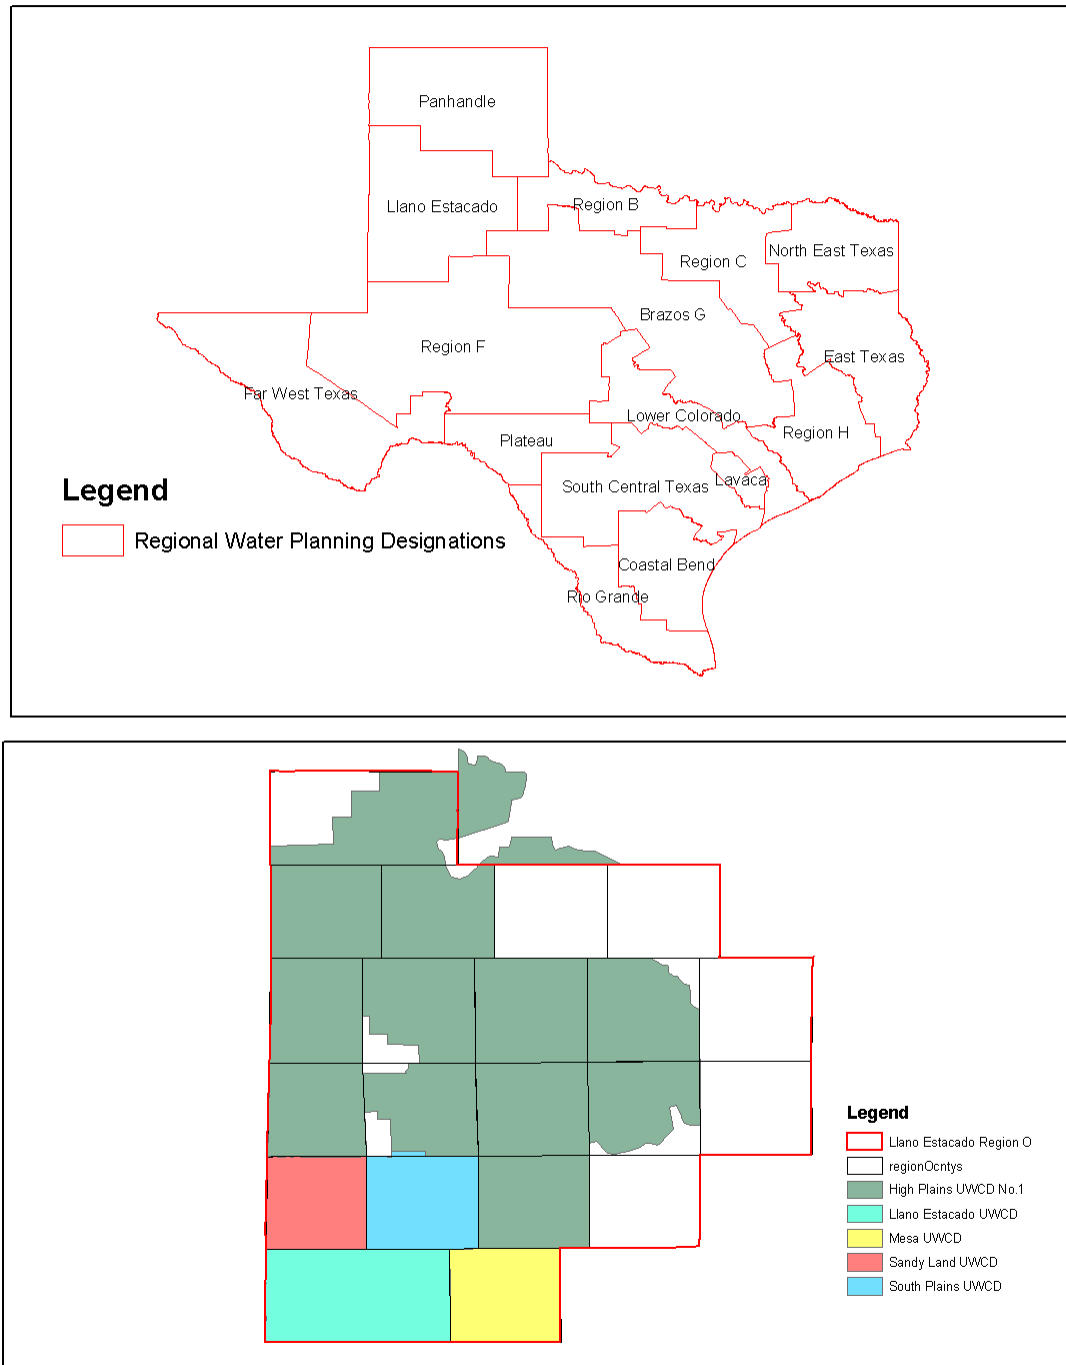 Panhandle
Llano Estacado
Region B
North East Texas
Region C
Brazos G
Region F
East Texas
Far West Texas
Lower Colorado
Region H
Plateau
Lavaca
South Central Texas
Legend
Regional Water Planning Designations
Coastal Bend
Rio Grande
Legend
Llano Estacado Region O
regionOcntys
High Plains UWCD No.1
Llano Estacado UWCD
Mesa UWCD
Sandy Land UWCD
South Plains UWCD